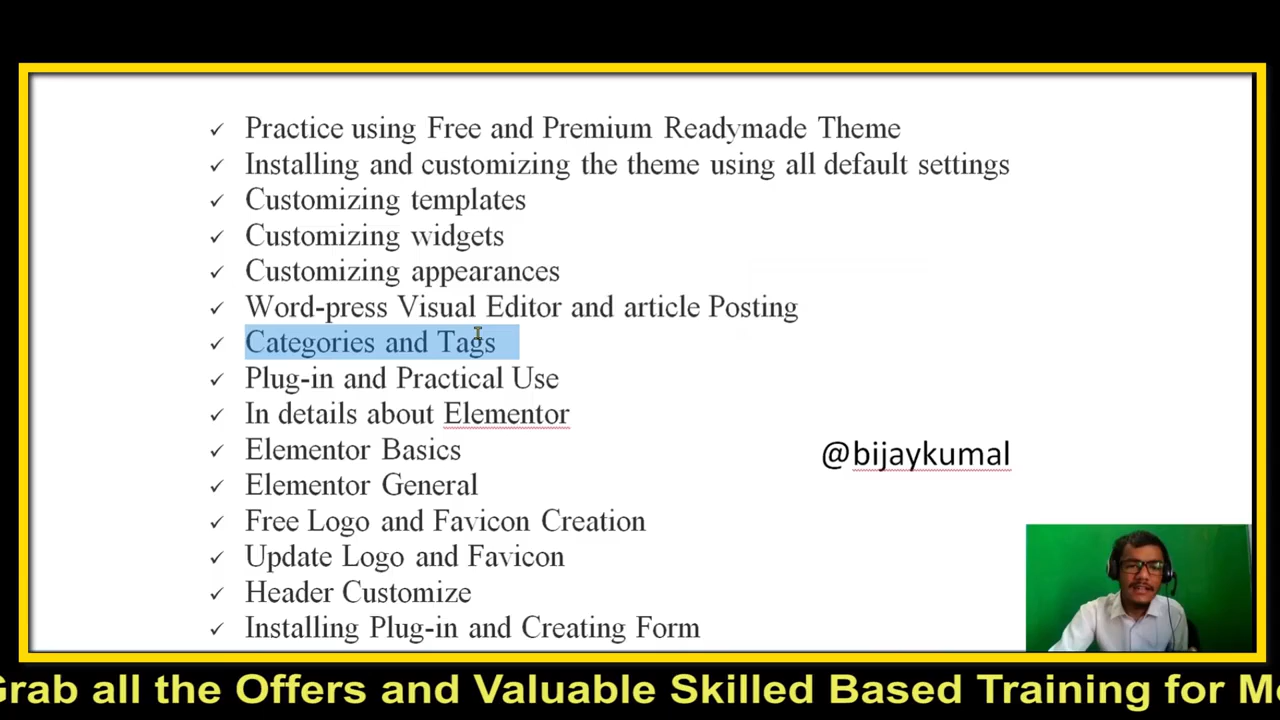 ✓ Practice using Free and Premium Readymade Theme
✓ Installing and customizing the theme using all default settings
✓ Customizing templates
✓ Customizing widgets
✓ Customizing appearances
✓ Word-press Visual Editor and article Posting
✓ Categories and Tags
✓ Plug-in and Practical Use
✓ In details about Elementor
✓ Elementor Basics
@bijaykumal
✓ Elementor General
✓ Free Logo and Favicon Creation
✓ Update Logo and Favicon
✓ Header Customize
✓ Installing Plug-in and Creating Form
Grab all the Offers and Valuable Skilled Based Training for